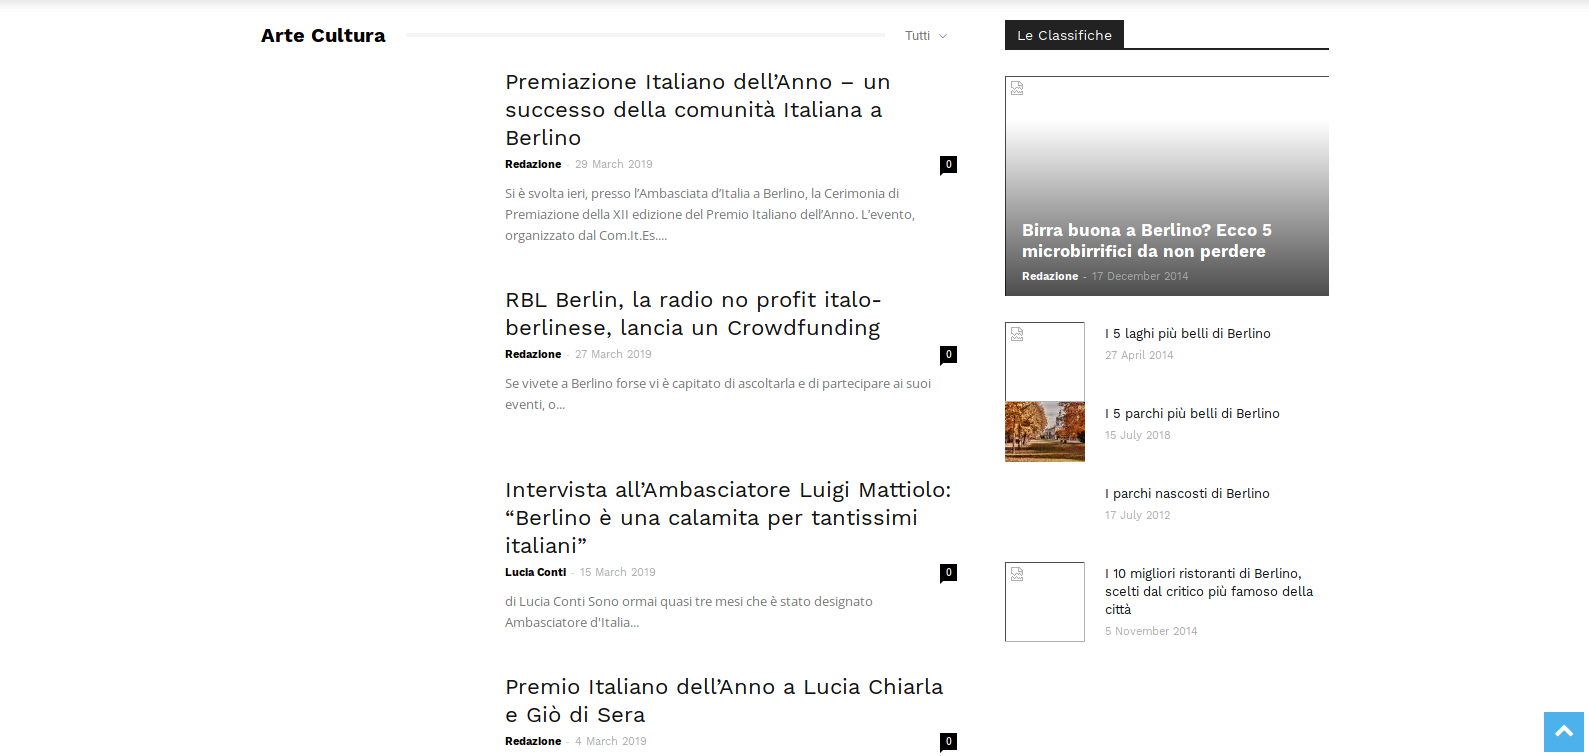 Arte Cultura
Tutti
Premiazione Italiano dell’Anno – un
successo della comunità Italiana a
Berlino
Redazione - 29 March 2019
0
Si è svolta ieri, presso l’Ambasciata d’Italia a Berlino, la Cerimonia di
Premiazione della XII edizione del Premio Italiano dell’Anno. L’evento,
organizzato dal Com.It.Es....
RBL Berlin, la radio no profit italo-
berlinese, lancia un Crowdfunding
Redazione - 27 March 2019
0
Se vivete a Berlino forse vi è capitato di ascoltarla e di partecipare ai suoi
eventi, o...
Intervista all’Ambasciatore Luigi Mattiolo:
“Berlino è una calamita per tantissimi
italiani”
Lucia Conti - 15 March 2019
0
di Lucia Conti Sono ormai quasi tre mesi che è stato designato
Ambasciatore d'Italia...
Premio Italiano dell’Anno a Lucia Chiarla
e Giò di Sera
Redazione - 4 March 2019
0
Le Classifiche
Birra buona a Berlino? Ecco 5
microbirrifici da non perdere
Redazione - 17 December 2014
I 5 laghi più belli di Berlino
27 April 2014
I 5 parchi più belli di Berlino
15 July 2018
I parchi nascosti di Berlino
17 July 2012
I 10 migliori ristoranti di Berlino,
scelti dal critico più famoso della
città
5 November 2014